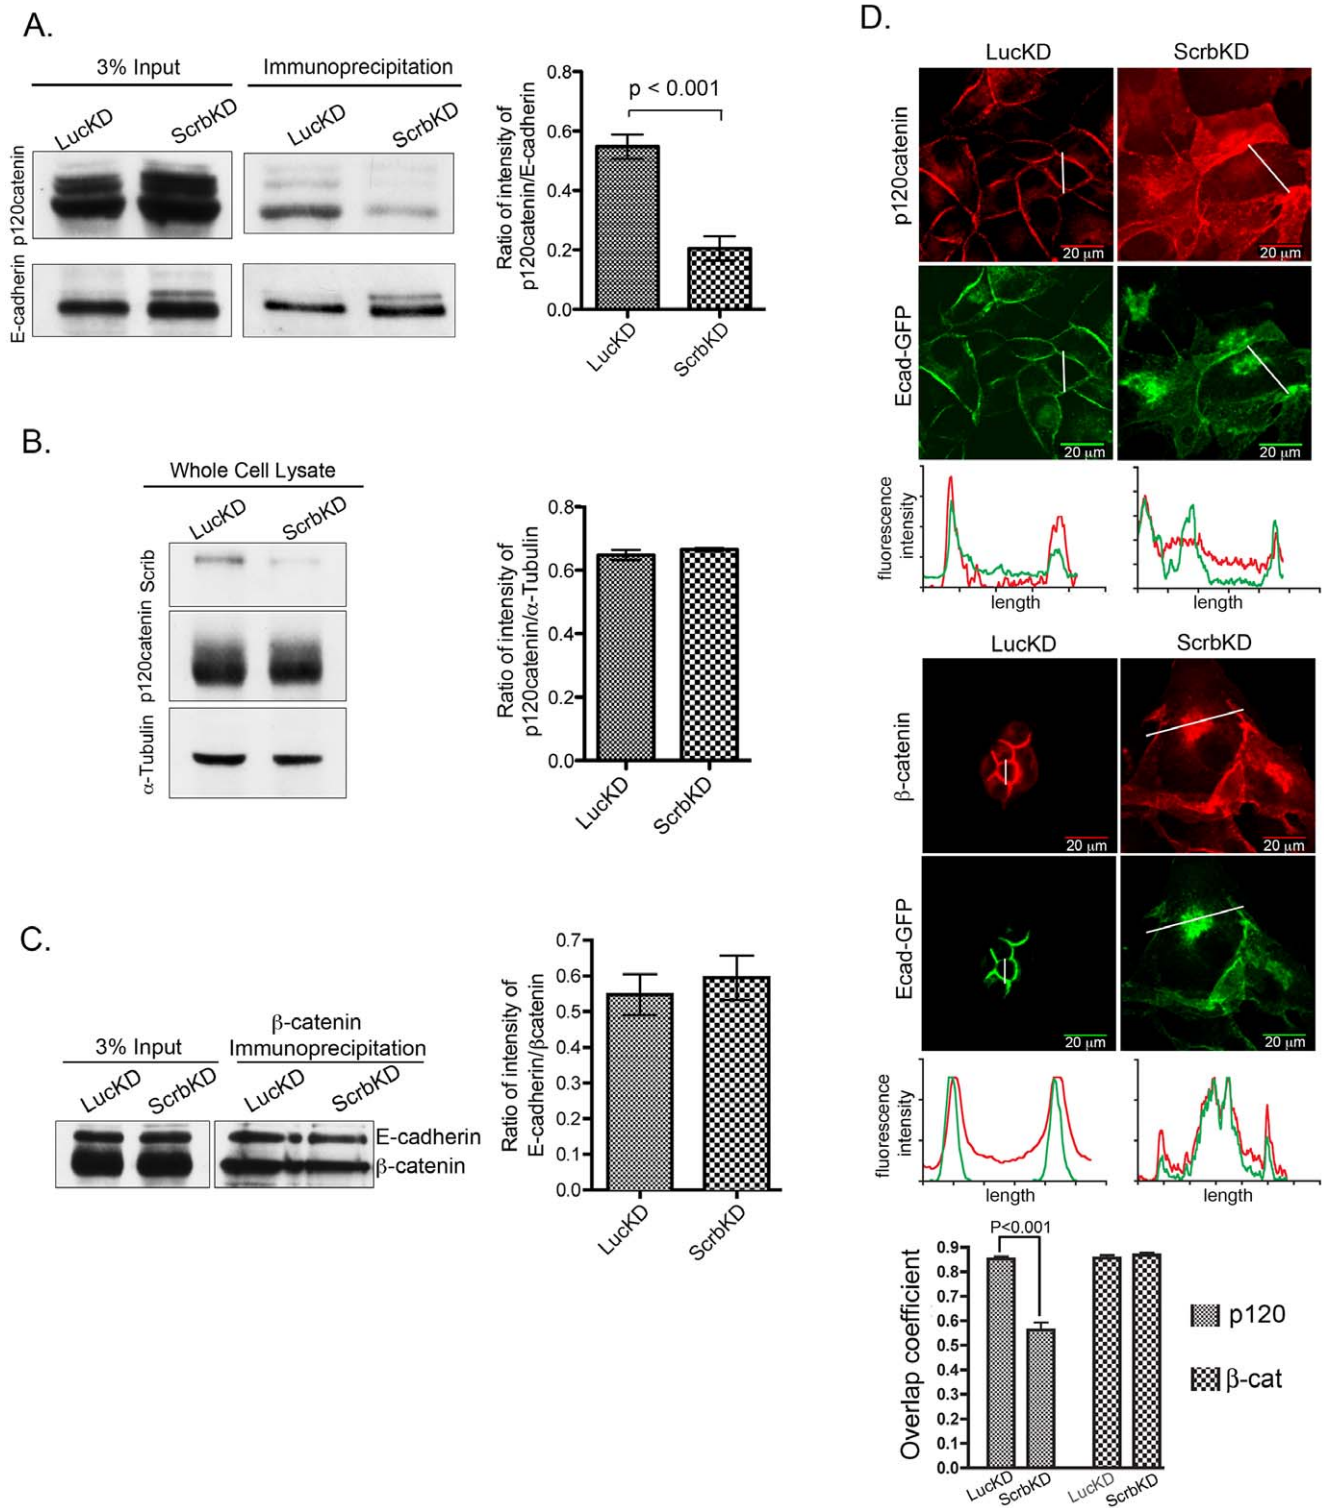 A.
3% Input
Immunoprecipitation
LucKD
ScrbKD
LucKD
ScrbKD
p120catenin
E-cadherin
Ratio of intensity of
p120catenin/E-cadherin
0.8
0.6
0.4
0.2
0.0
p < 0.001
LucKD
ScrbKD
B.
Whole Cell Lysate
LucKD
ScrbKD
Scrib
p120catenin
α-Tubulin
Ratio of intensity of
p120catenin/α-Tubulin
0.8
0.6
0.4
0.2
0.0
LucKD
ScrbKD
C.
3% Input
β-catenin
Immunoprecipitation
LucKD
ScrbKD
LucKD
ScrbKD
E-cadherin
β-catenin
Ratio of intensity of
E-cadherin/βcatenin
0.7
0.6
0.5
0.4
0.3
0.2
0.1
0.0
LucKD
ScrbKD
D.
LucKD
ScrbKD
p120catenin
20 μm
20 μm
Ecad-GFP
20 μm
20 μm
fluorescence
intensity
length
length
LucKD
ScrbKD
β-catenin
20 μm
20 μm
Ecad-GFP
20 μm
20 μm
fluorescence
intensity
length
length
P<0.001
Overlap coefficient
0.9
0.8
0.7
0.6
0.5
0.4
0.3
0.2
0.1
0.0
LucKD
ScrbKD
LucKD
ScrbKD
p120
β-cat